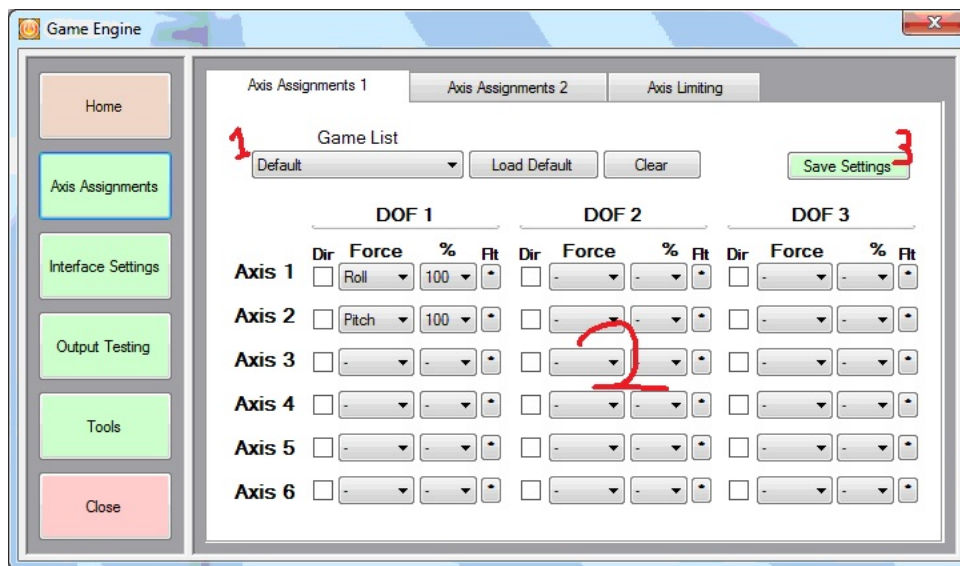 Game Engine
X
Home
Axis Assignments
Interface Settings
Output Testing
Tools
Close
Axis Assignments 1 Axis Assignments 2 Axis Limiting
Game List
1 Default Load Default Clear Save Settings 3
DOF 1 DOF 2 DOF 3
Dir Force % Flt Dir Force % Flt Dir Force % Flt
Axis 1 Roll 100 * - - * - - *
Axis 2 Pitch 100 * - - * - - *
Axis 3 - - * - - * - - *
2
Axis 4 - - * - - * - - *
Axis 5 - - * - - * - - *
Axis 6 - - * - - * - - *